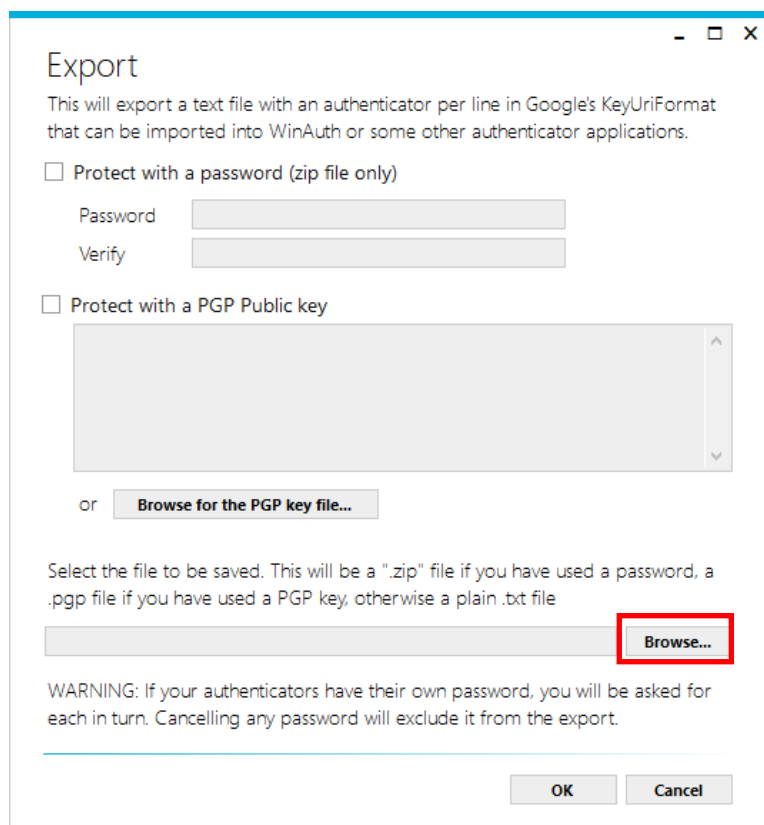 Export
This will export a text file with an authenticator per line in Google's KeyUriFormat
that can be imported into WinAuth or some other authenticator applications.
Protect with a password (zip file only)
Password
Verify
Protect with a PGP Public key
or Browse for the PGP key file...
Select the file to be saved. This will be a ".zip" file if you have used a password, a
.pgp file if you have used a PGP key, otherwise a plain .txt file
Browse...
WARNING: If your authenticators have their own password, you will be asked for
each in turn. Cancelling any password will exclude it from the export.
OK Cancel